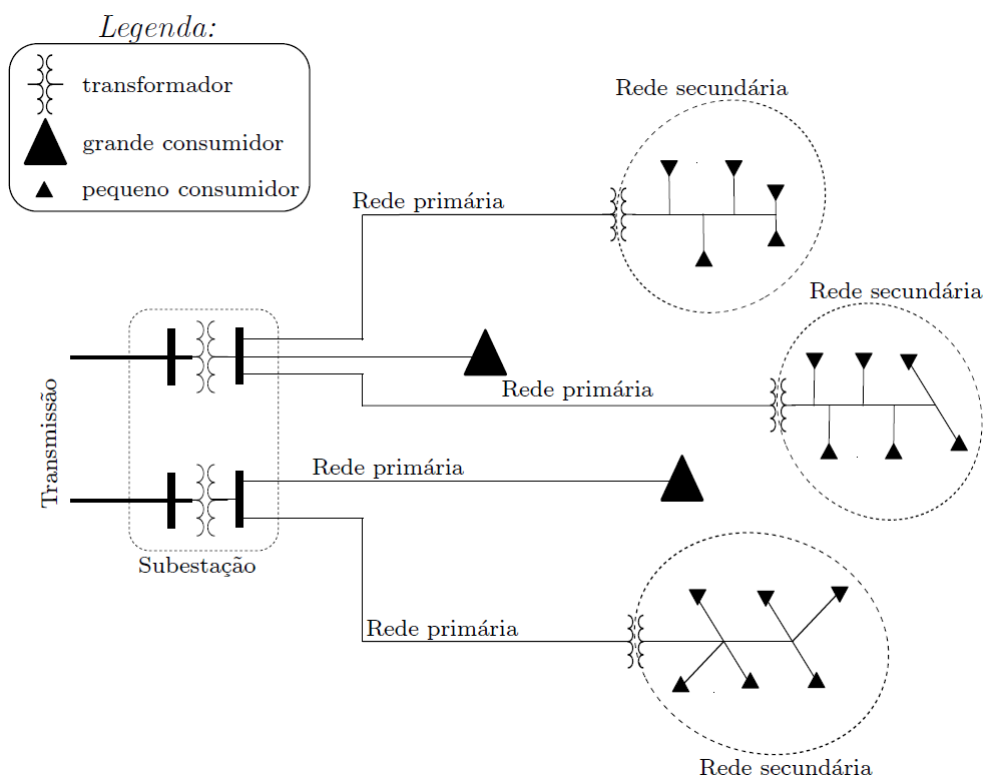 Legenda:
transformador
grande consumidor
pequeno consumidor
Rede secundária
Rede primária
Rede secundária
Rede primária
Transmissão
Rede primária
Subestação
Rede primária
Rede secundária